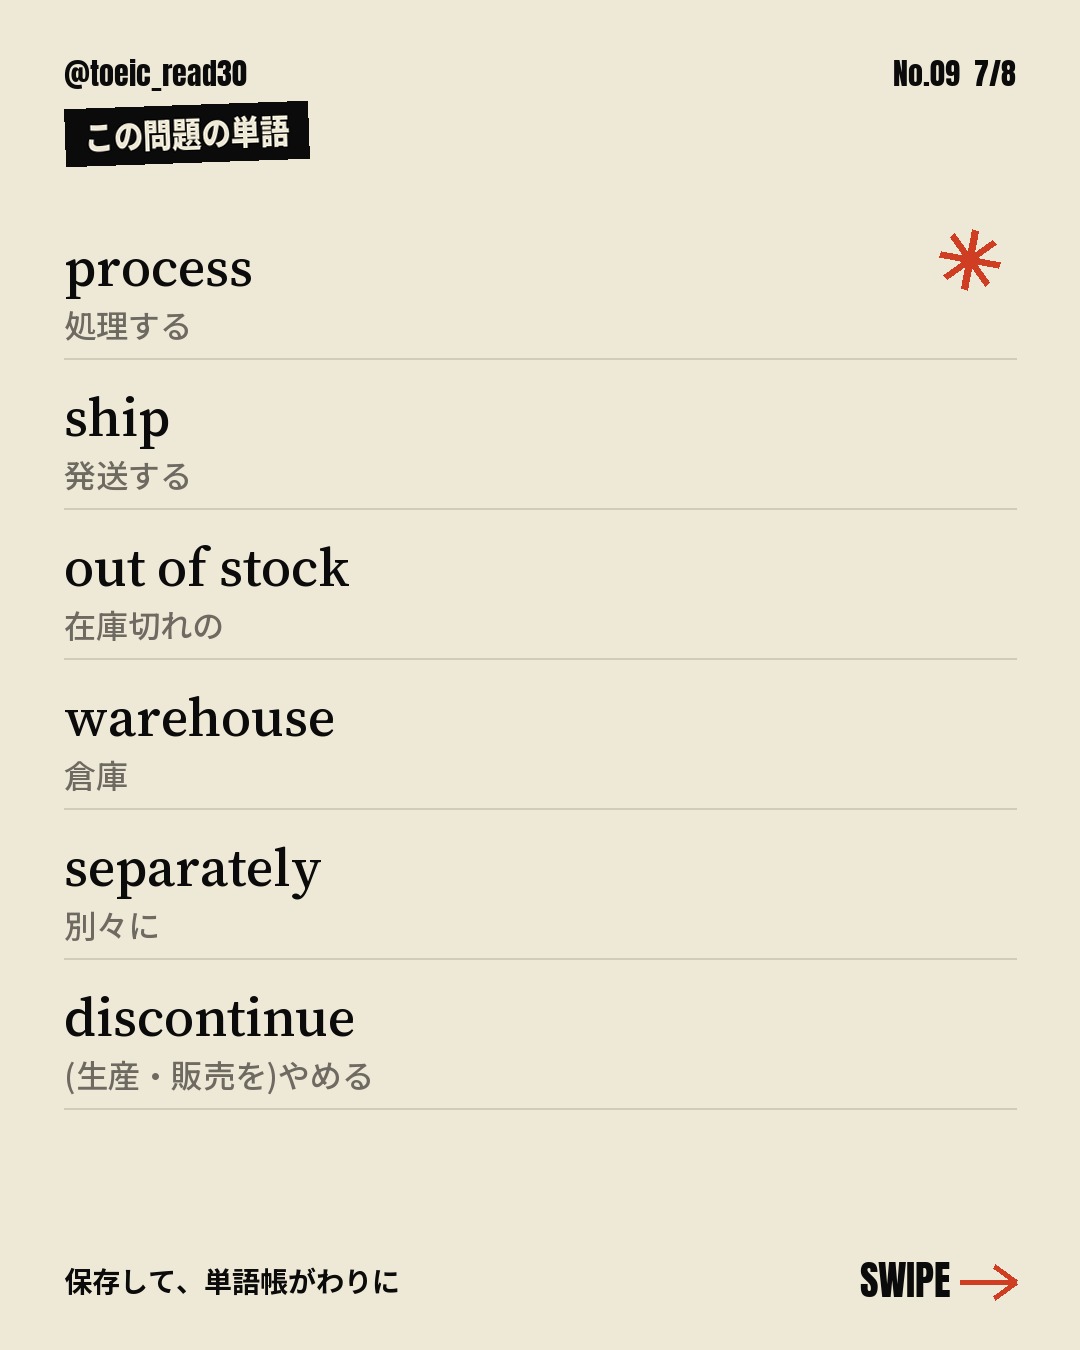 @toeic_read30
No.09 7/8
この問題の単語
process
処理する
ship
発送する
out of stock
在庫切れの
warehouse
倉庫
separately
別々に
discontinue
(生産・販売を)やめる
保存して、単語帳がわりに
SWIPE